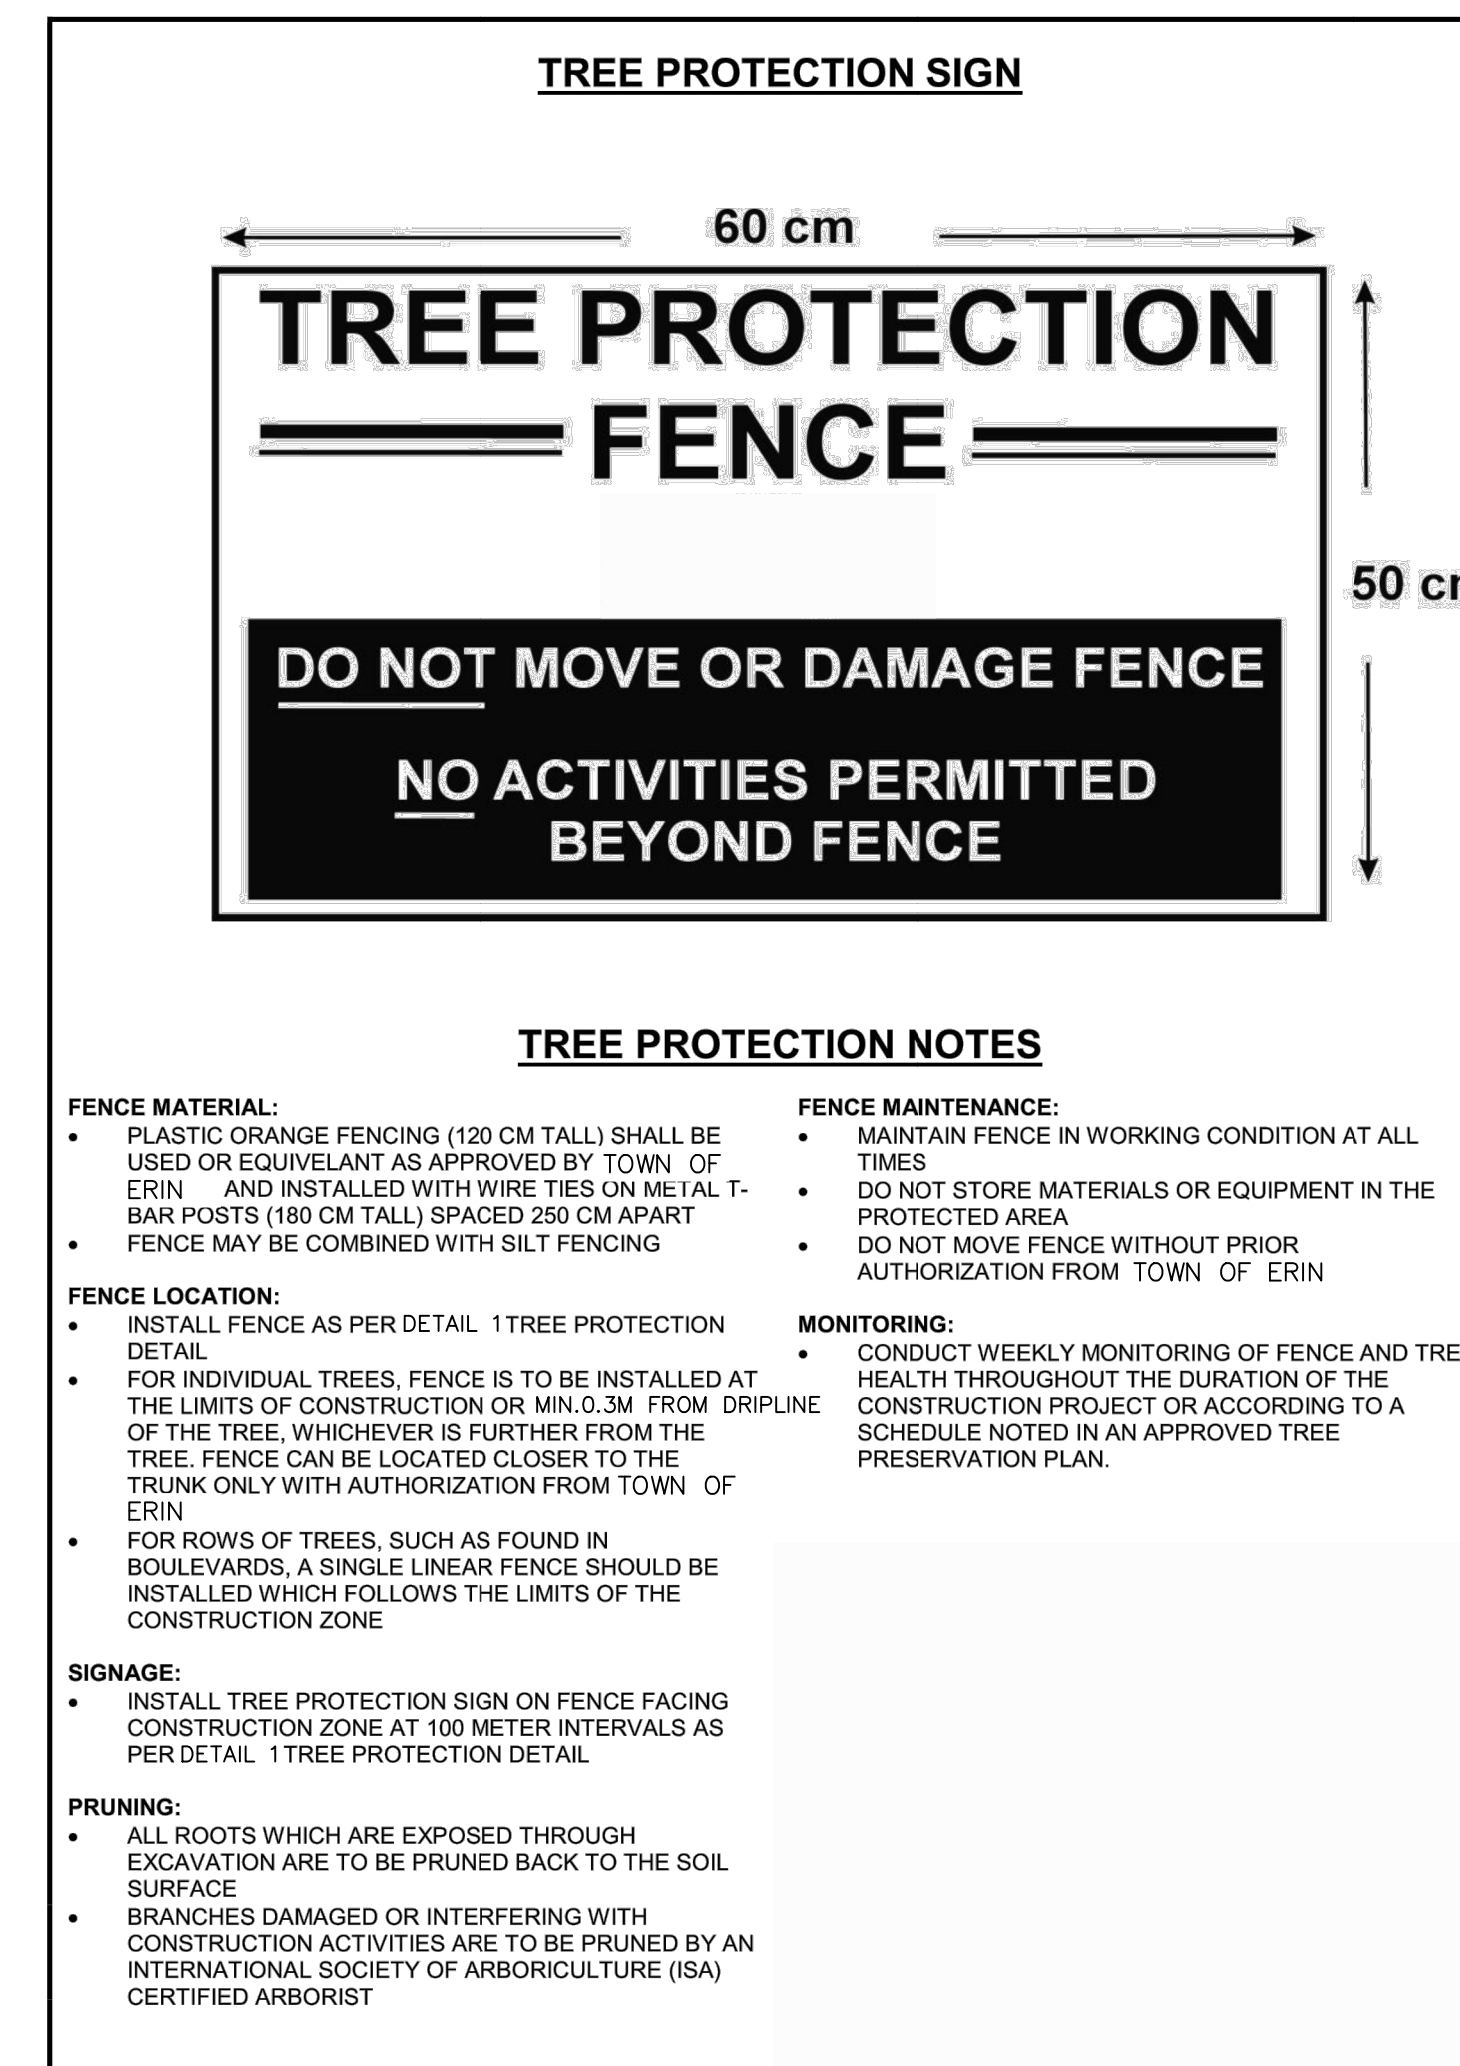 TREE PROTECTION SIGN
60 cm
TREE PROTECTION
FENCE
50 c
DO NOT MOVE OR DAMAGE FENCE
NO ACTIVITIES PERMITTED
BEYOND FENCE
TREE PROTECTION NOTES
FENCE MATERIAL:
• PLASTIC ORANGE FENCING (120 CM TALL) SHALL BE
USED OR EQUIVELANT AS APPROVED BY TOWN OF
ERIN AND INSTALLED WITH WIRE TIES ON METAL T-
BAR POSTS (180 CM TALL) SPACED 250 CM APART
• FENCE MAY BE COMBINED WITH SILT FENCING
FENCE LOCATION:
• INSTALL FENCE AS PER DETAIL 1 TREE PROTECTION
DETAIL
• FOR INDIVIDUAL TREES, FENCE IS TO BE INSTALLED AT
THE LIMITS OF CONSTRUCTION OR MIN.0.3M FROM DRIPLINE
OF THE TREE, WHICHEVER IS FURTHER FROM THE
TREE. FENCE CAN BE LOCATED CLOSER TO THE
TRUNK ONLY WITH AUTHORIZATION FROM TOWN OF
ERIN
• FOR ROWS OF TREES, SUCH AS FOUND IN
BOULEVARDS, A SINGLE LINEAR FENCE SHOULD BE
INSTALLED WHICH FOLLOWS THE LIMITS OF THE
CONSTRUCTION ZONE
SIGNAGE:
• INSTALL TREE PROTECTION SIGN ON FENCE FACING
CONSTRUCTION ZONE AT 100 METER INTERVALS AS
PER DETAIL 1 TREE PROTECTION DETAIL
PRUNING:
• ALL ROOTS WHICH ARE EXPOSED THROUGH
EXCAVATION ARE TO BE PRUNED BACK TO THE SOIL
SURFACE
• BRANCHES DAMAGED OR INTERFERING WITH
CONSTRUCTION ACTIVITIES ARE TO BE PRUNED BY AN
INTERNATIONAL SOCIETY OF ARBORICULTURE (ISA)
CERTIFIED ARBORIST
FENCE MAINTENANCE:
• MAINTAIN FENCE IN WORKING CONDITION AT ALL
TIMES
• DO NOT STORE MATERIALS OR EQUIPMENT IN THE
PROTECTED AREA
• DO NOT MOVE FENCE WITHOUT PRIOR
AUTHORIZATION FROM TOWN OF ERIN
MONITORING:
• CONDUCT WEEKLY MONITORING OF FENCE AND TRE
HEALTH THROUGHOUT THE DURATION OF THE
CONSTRUCTION PROJECT OR ACCORDING TO A
SCHEDULE NOTED IN AN APPROVED TREE
PRESERVATION PLAN.